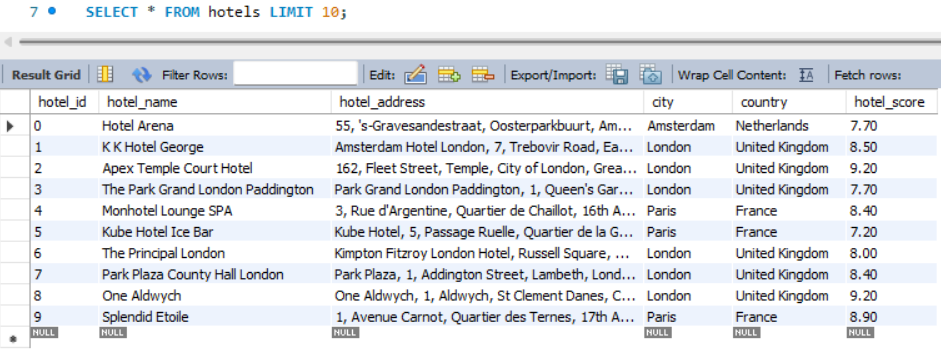 7 SELECT * FROM hotels LIMIT 10;
Result Grid Filter Rows: Edit: Export/Import: Wrap Cell Content: IA Fetch rows:
hotel_id hotel_name hotel_address city country hotel_score
0 Hotel Arena 55, 's-Gravesandestraat, Oosterparkbuurt, Am... Amsterdam Netherlands 7.70
1 K K Hotel George Amsterdam Hotel London, 7, Trebovir Road, Ea... London United Kingdom 8.50
2 Apex Temple Court Hotel 162, Fleet Street, Temple, City of London, Grea... London United Kingdom 9.20
3 The Park Grand London Paddington Park Grand London Paddington, 1, Queen's Gar... London United Kingdom 7.70
4 Monhotel Lounge SPA 3, Rue d'Argentine, Quartier de Chaillot, 16th A... Paris France 8.40
5 Kube Hotel Ice Bar Kube Hotel, 5, Passage Ruelle, Quartier de la G... Paris France 7.20
6 The Principal London Kimpton Fitzroy London Hotel, Russell Square, ... London United Kingdom 8.00
7 Park Plaza County Hall London Park Plaza, 1, Addington Street, Lambeth, Lond... London United Kingdom 8.40
8 One Aldwych One Aldwych, 1, Aldwych, St Clement Danes, C... London United Kingdom 9.20
9 Splendid Etoile 1, Avenue Carnot, Quartier des Ternes, 17th A... Paris France 8.90
NULL NULL NULL NULL NULL NULL